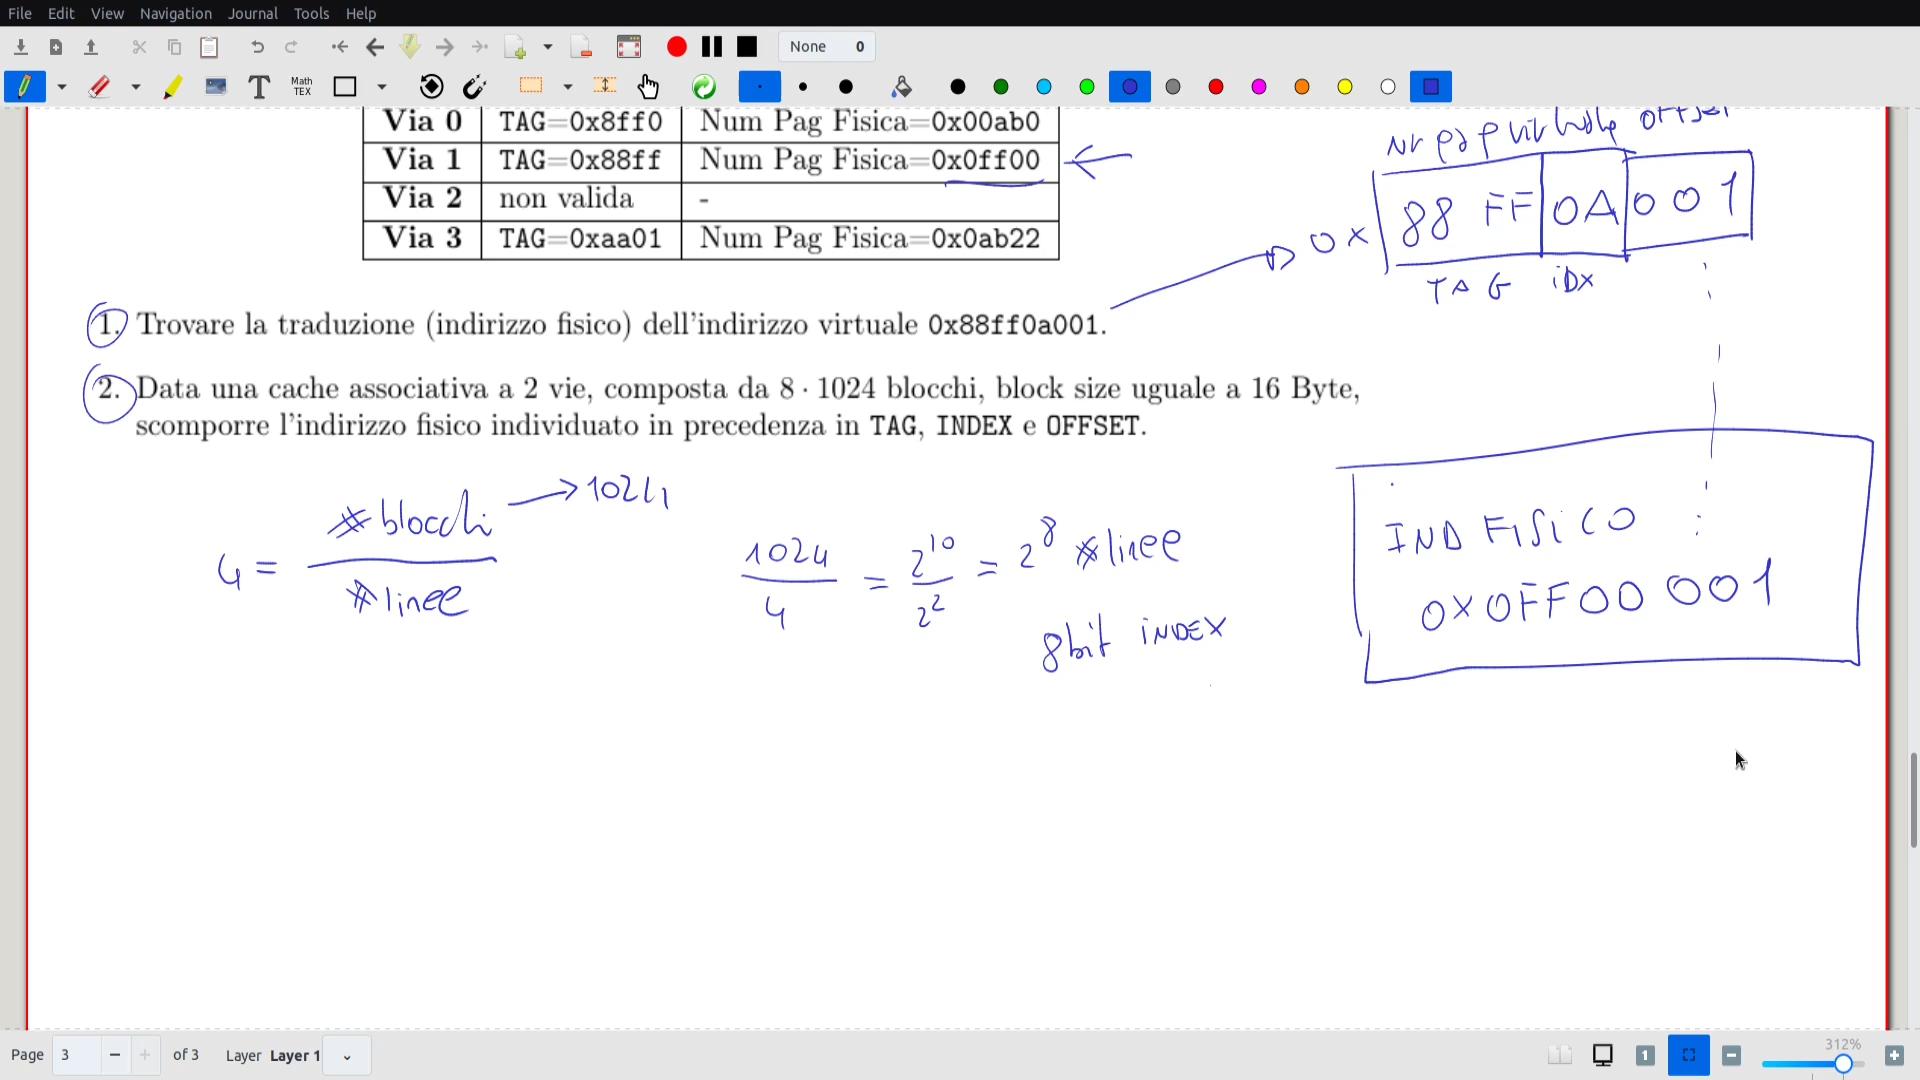 File Edit View Navigation Journal Tools Help
None 0
T Math TEX
Via 0 TAG=0x8ff0 Num Pag Fisica=0x00ab0
Via 1 TAG=0x88ff Num Pag Fisica=0x0ff00
Via 2 non valida -
Via 3 TAG=0xaa01 Num Pag Fisica=0x0ab22
offset
0x 88 FF 0A 001
TAG iDX
1. Trovare la traduzione (indirizzo fisico) dell'indirizzo virtuale 0x88ff0a001.
2. Data una cache associativa a 2 vie, composta da 8 · 1024 blocchi, block size uguale a 16 Byte,
scomporre l'indirizzo fisico individuato in precedenza in TAG, INDEX e OFFSET.
4 = #blocchi / #linee → 1024
1024 / 4 = 2^10 / 2^2 = 2^8 #linee
8bit iNDEX
IND FISICO
0X0FF00 001
Page 3 of 3 Layer Layer 1 1 312%